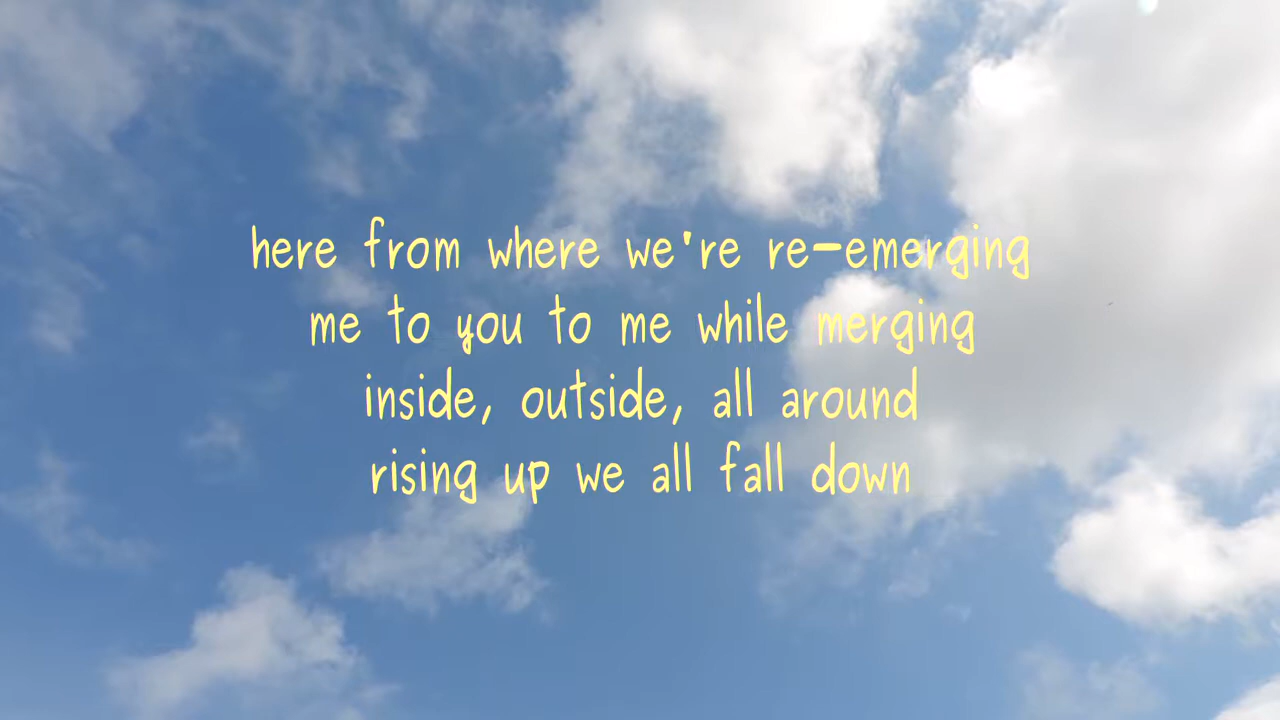 here from where we're re-emerging
me to you to me while merging
inside, outside, all around
rising up we all fall down